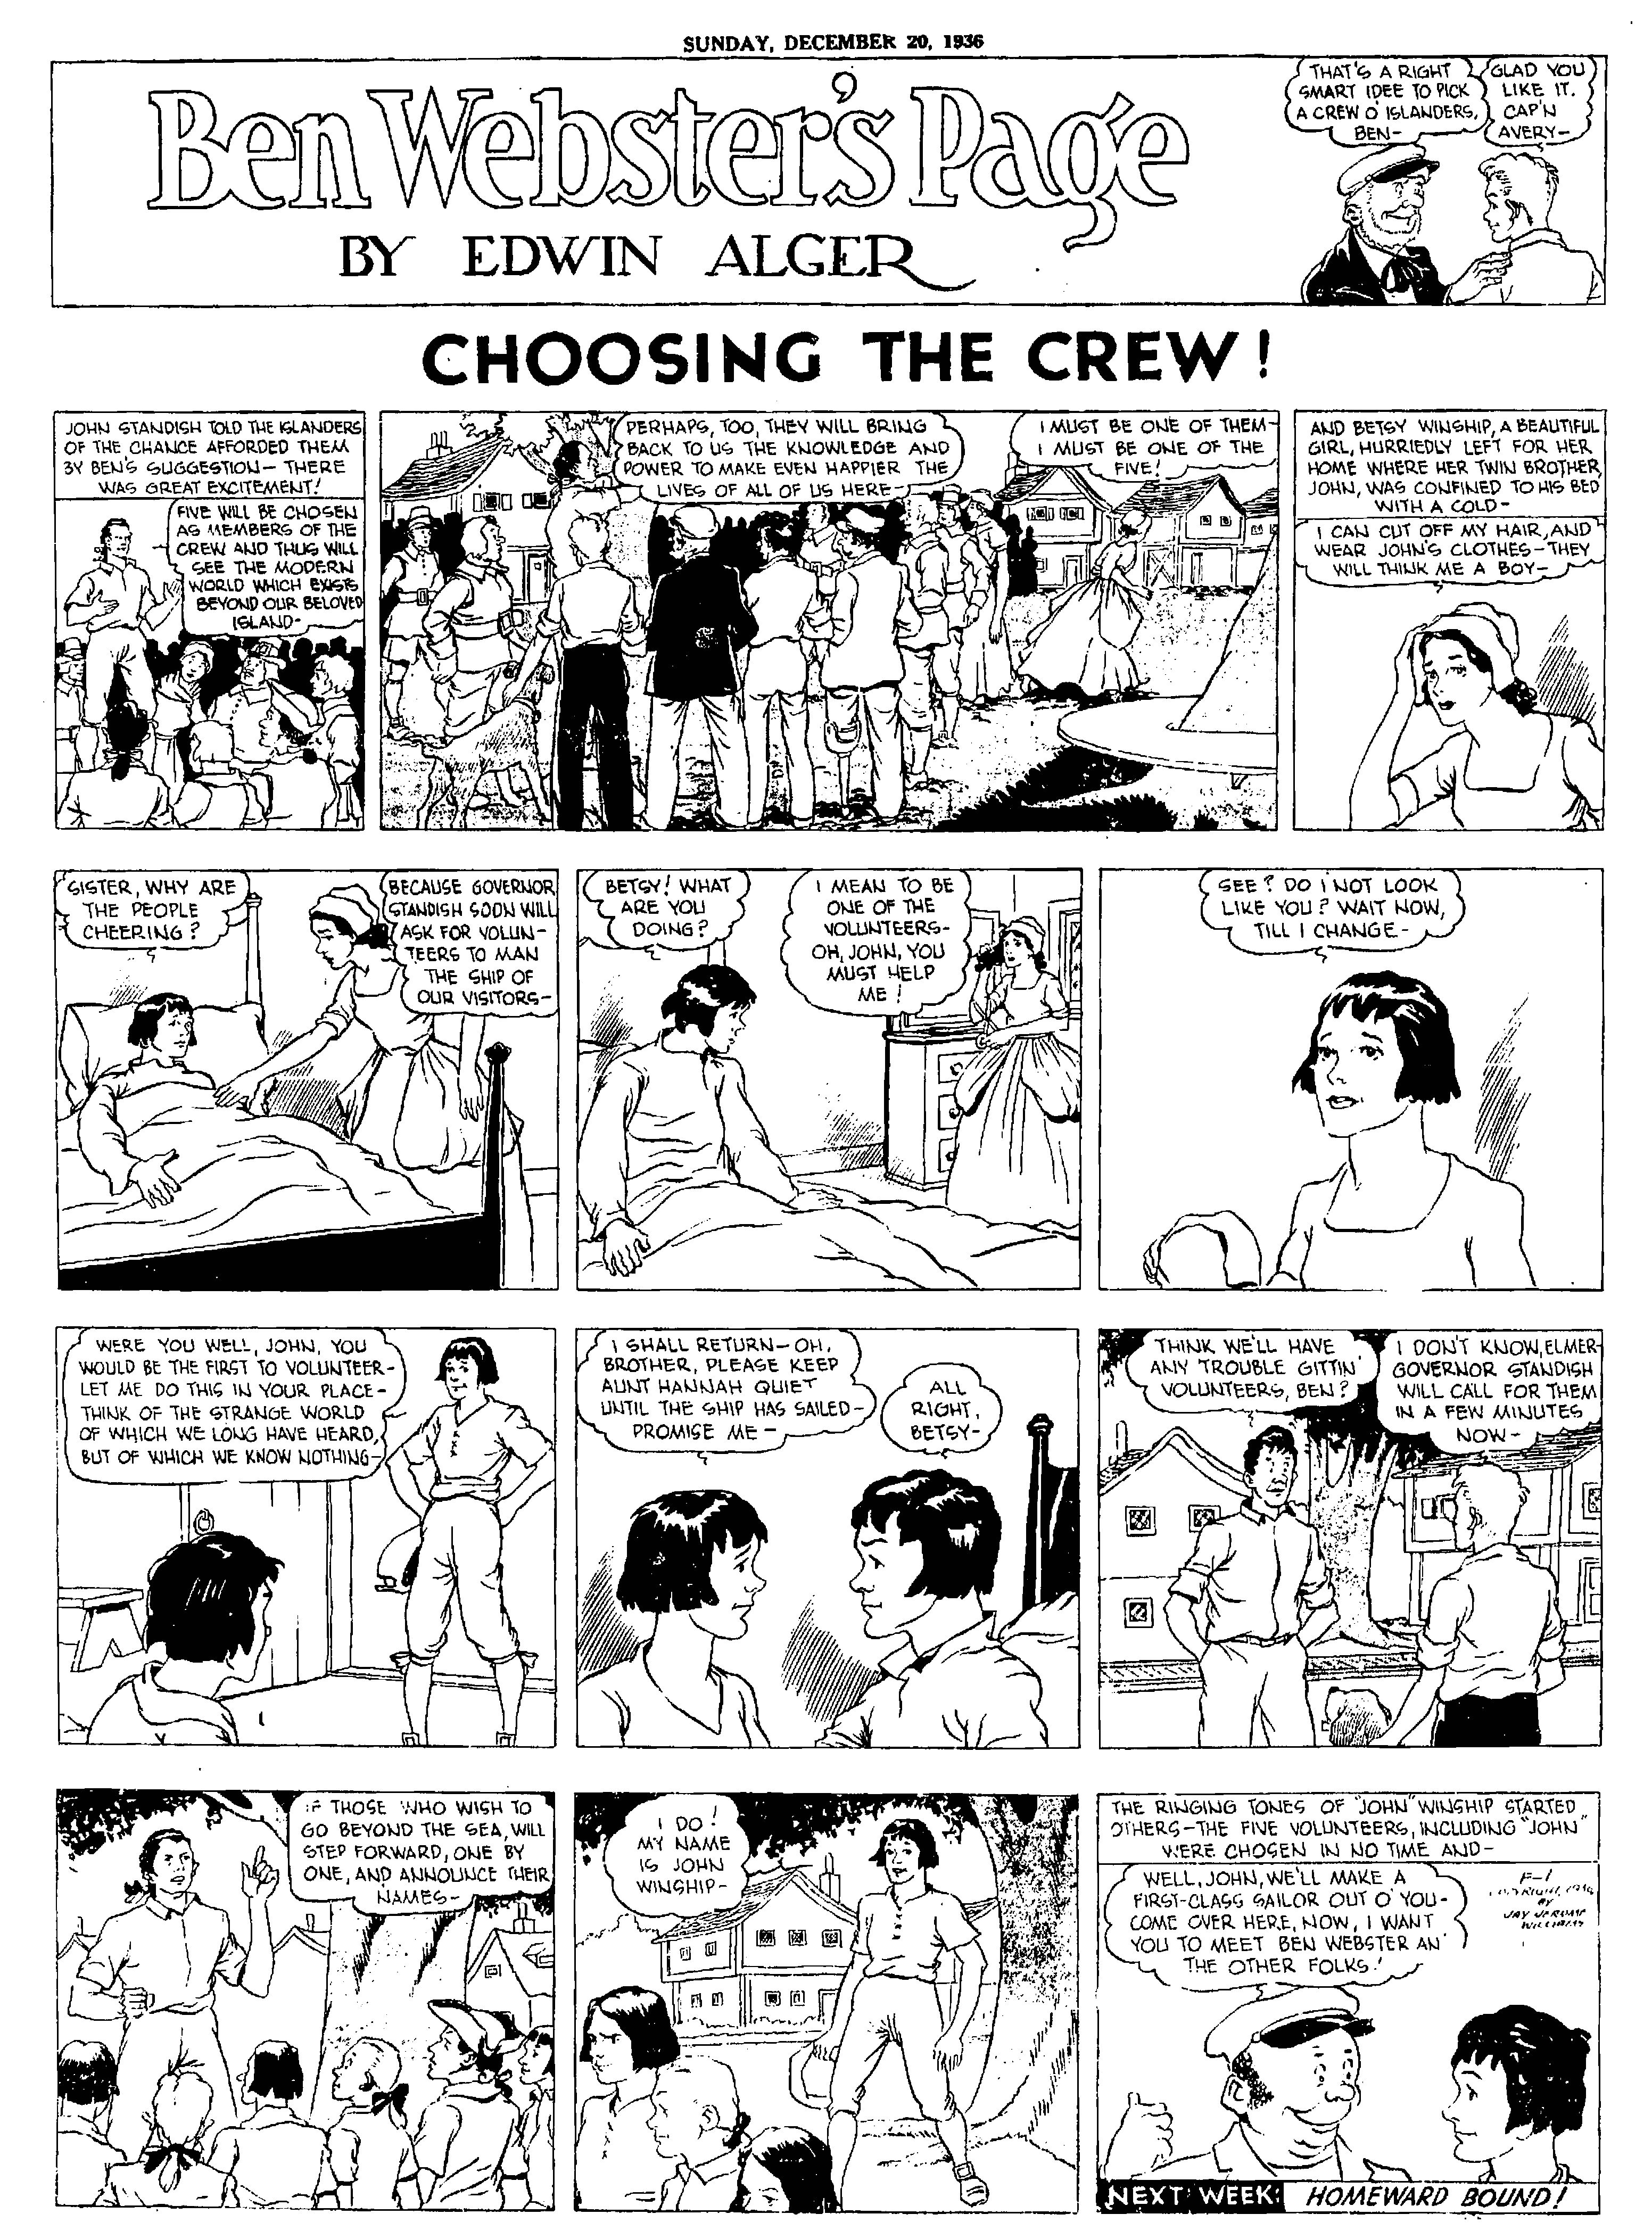 SUNDAY, DECEMBER 20, 1936
Ben Webster's Page
BY EDWIN ALGER
THAT'S A RIGHT
SMART IDEE TO PICK
A CREW O' ISLANDERS,
BEN-
GLAD YOU
LIKE IT.
CAP'N
AVERY-
CHOOSING THE CREW!
JOHN STANDISH TOLD THE ISLANDERS
OF THE CHANCE AFFORDED THEM
BY BEN'S SUGGESTION- THERE
WAS GREAT EXCITEMENT!
FIVE WILL BE CHOSEN
AS MEMBERS OF THE
CREW AND THUS WILL
SEE THE MODERN
WORLD WHICH EXISTS
BEYOND OUR BELOVED
ISLAND-
PERHAPS, TOO, THEY WILL BRING
BACK TO US THE KNOWLEDGE AND
POWER TO MAKE EVEN HAPPIER THE
LIVES OF ALL OF US HERE-
I MUST BE ONE OF THEM-
I MUST BE ONE OF THE
FIVE!
AND BETSY WINSHIP, A BEAUTIFUL
GIRL, HURRIEDLY LEFT FOR HER
HOME WHERE HER TWIN BROTHER,
JOHN, WAS CONFINED TO HIS BED
WITH A COLD-
I CAN CUT OFF MY HAIR, AND
WEAR JOHN'S CLOTHES-THEY
WILL THINK ME A BOY-
SISTER, WHY ARE
THE PEOPLE
CHEERING?
BECAUSE GOVERNOR
STANDISH SOON WILL
ASK FOR VOLUN-
TEERS TO MAN
THE SHIP OF
OUR VISITORS-
BETSY! WHAT
ARE YOU
DOING?
I MEAN TO BE
ONE OF THE
VOLUNTEERS-
OH, JOHN, YOU
MUST HELP
ME!
SEE? DO I NOT LOOK
LIKE YOU? WAIT NOW,
TILL I CHANGE-
WERE YOU WELL, JOHN, YOU
WOULD BE THE FIRST TO VOLUNTEER-
LET ME DO THIS IN YOUR PLACE-
THINK OF THE STRANGE WORLD
OF WHICH WE LONG HAVE HEARD,
BUT OF WHICH WE KNOW NOTHING-
I SHALL RETURN-OH,
BROTHER, PLEASE KEEP
AUNT HANNAH QUIET
UNTIL THE SHIP HAS SAILED-
PROMISE ME-
ALL
RIGHT,
BETSY-
THINK WE'LL HAVE
ANY TROUBLE GITTIN'
VOLUNTEERS, BEN?
I DON'T KNOW, ELMER-
GOVERNOR STANDISH
WILL CALL FOR THEM
IN A FEW MINUTES
NOW-
IF THOSE WHO WISH TO
GO BEYOND THE SEA, WILL
STEP FORWARD, ONE BY
ONE, AND ANNOUNCE THEIR
NAMES-
I DO!
MY NAME
IS JOHN
WINSHIP-
THE RINGING TONES OF "JOHN" WINSHIP STARTED
OTHERS-THE FIVE VOLUNTEERS, INCLUDING "JOHN"
WERE CHOSEN IN NO TIME AND-
WELL, JOHN, WE'LL MAKE A
FIRST-CLASS SAILOR OUT O' YOU-
COME OVER HERE, NOW, I WANT
YOU TO MEET BEN WEBSTER AN'
THE OTHER FOLKS!
F-1
COPYRIGHT, 1936
BY
JAY JEROME
WILLIAMS
NEXT WEEK: HOMEWARD BOUND!